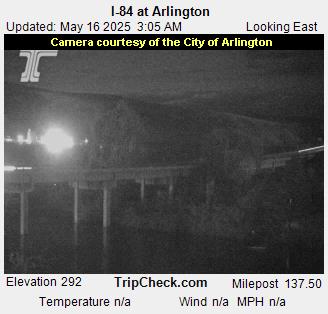 I-84 at Arlington
Updated: May 16 2025  3:05 AM    Looking East
Camera courtesy of the City of Arlington
Elevation 292    TripCheck.com    Milepost 137.50
Temperature n/a    Wind n/a  MPH n/a